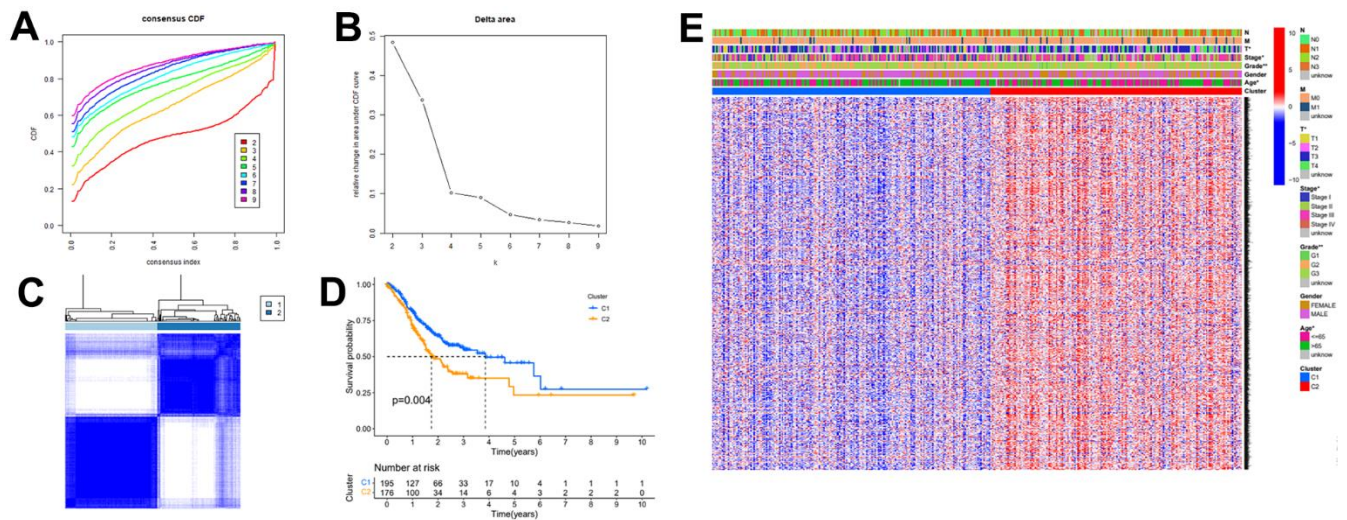 A
consensus CDF
CDF
1.0
0.8
0.6
0.4
0.2
0.0
0.0 0.2 0.4 0.6 0.8 1.0
consensus index
2
3
4
5
6
7
8
9
B
Delta area
relative change in area under CDF curve
0.5
0.4
0.3
0.2
0.1
0.0
2 3 4 5 6 7 8 9
k
C
1
2
D
Cluster
C1
C2
Survival probability
1.00
0.75
0.50
0.25
0.00
p=0.004
0 1 2 3 4 5 6 7 8 9 10
Time(years)
Number at risk
Cluster
C1 195 127 66 33 17 10 4 1 1 1 1
C2 176 100 34 14 6 4 3 2 2 2 0
0 1 2 3 4 5 6 7 8 9 10
Time(years)
E
N
M
T*
Stage*
Grade**
Gender
Age*
Cluster
10
5
0
−5
−10
N
N0
N1
N2
N3
unknow
M
M0
M1
unknow
T*
T1
T2
T3
T4
unknow
Stage*
Stage I
Stage II
Stage III
Stage IV
unknow
Grade**
G1
G2
G3
unknow
Gender
FEMALE
MALE
Age*
<=65
>65
unknow
Cluster
C1
C2